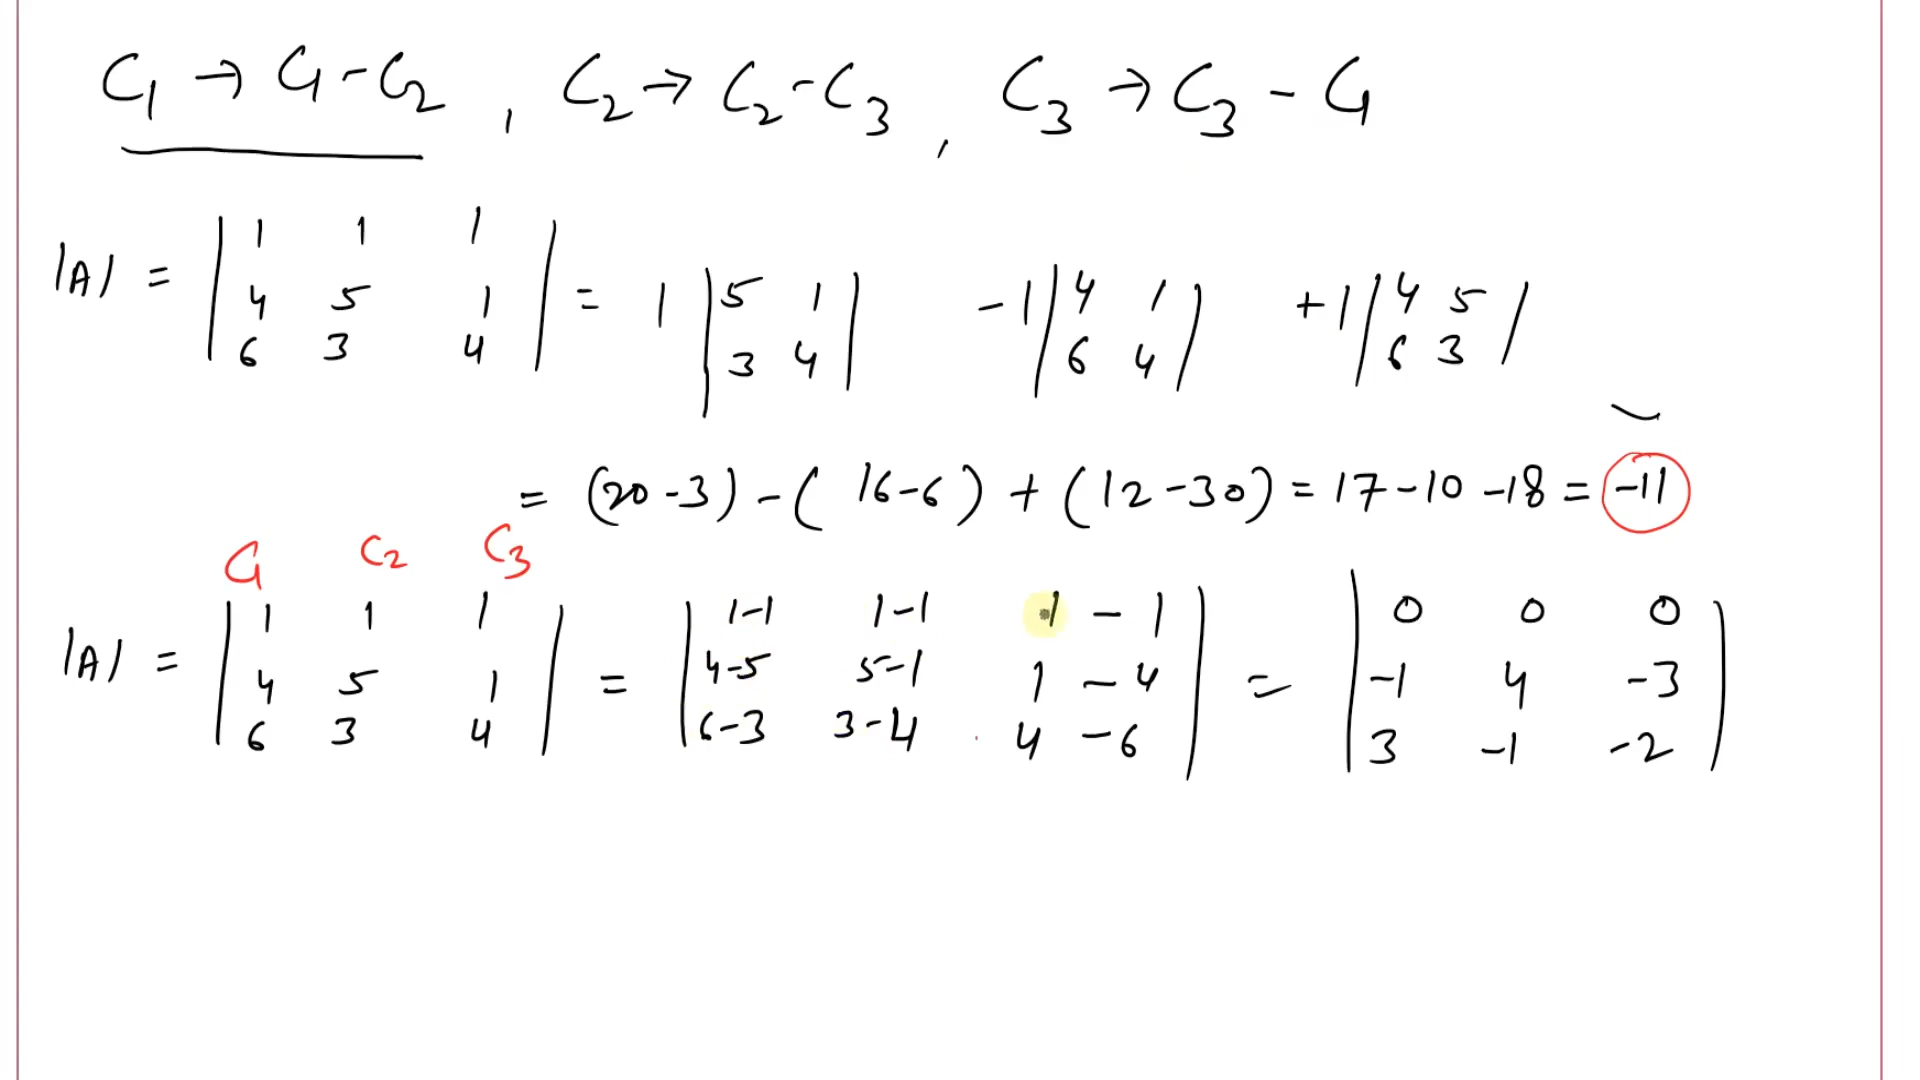 C1 → C1 - C2 , C2 → C2 - C3 , C3 → C3 - C1
|A| = | 1 1 1 | = 1 | 5 1 | - 1 | 4 1 | + 1 | 4 5 |
| 4 5 1 | | 3 4 | | 6 4 | | 6 3 |
| 6 3 4 |
= (20 - 3) - ( 16 - 6 ) + ( 12 - 30 ) = 17 - 10 - 18 = -11
C1 C2 C3
|A| = | 1 1 1 | = | 1-1 1-1 1 - 1 | = | 0 0 0 |
| 4 5 1 | | 4-5 5-1 1 - 4 | | -1 4 -3 |
| 6 3 4 | | 6-3 3-4 4 - 6 | | 3 -1 -2 |